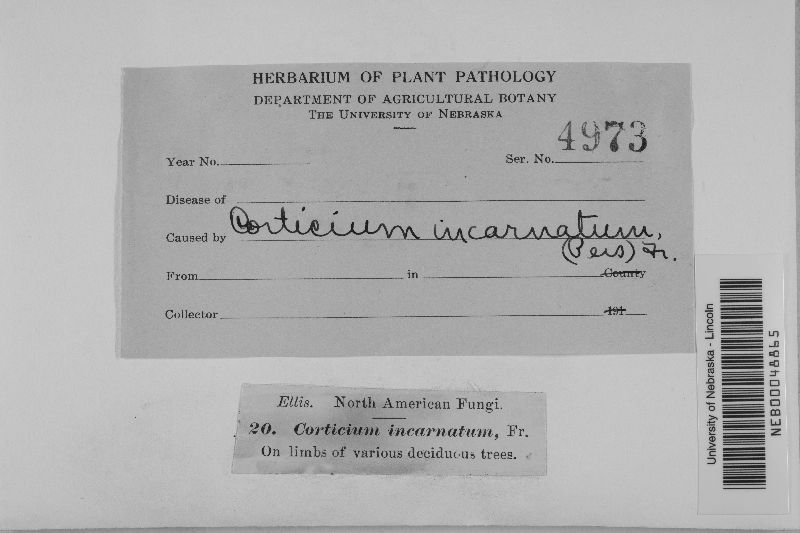 HERBARIUM OF PLANT PATHOLOGY
DEPARTMENT OF AGRICULTURAL BOTANY
THE UNIVERSITY OF NEBRASKA
Year No.
Ser. No. 4973
Disease of
Caused by Corticium incarnatum,
(Pers) Fr.
From in County
Collector 191
Ellis. North American Fungi.
20. Corticium incarnatum, Fr.
On limbs of various deciduous trees.
University of Nebraska - Lincoln
NEB00048865